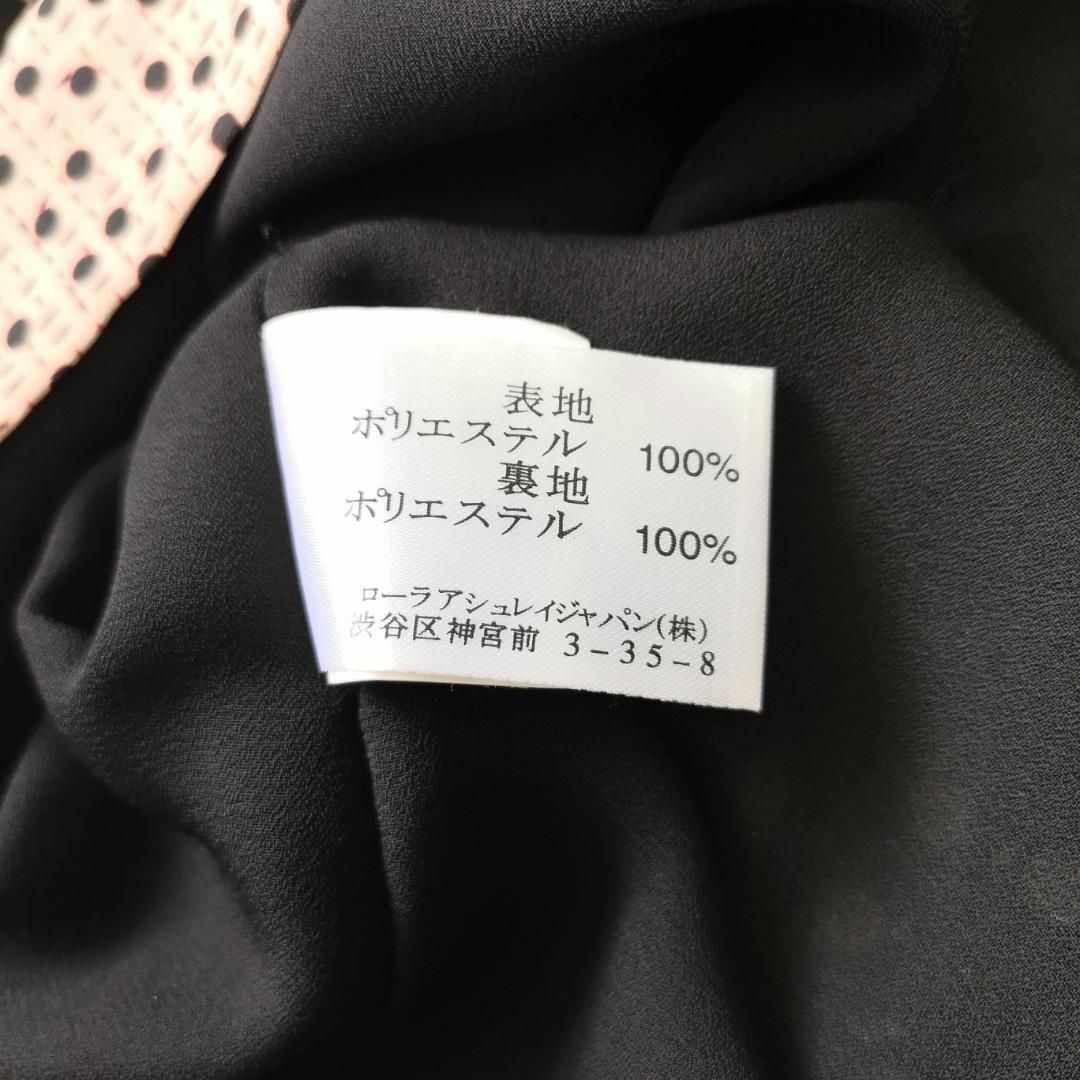 表地
ポリエステル 100%
裏地
ポリエステル 100%
ローラアシュレイジャパン(株)
渋谷区神宮前 3-35-8